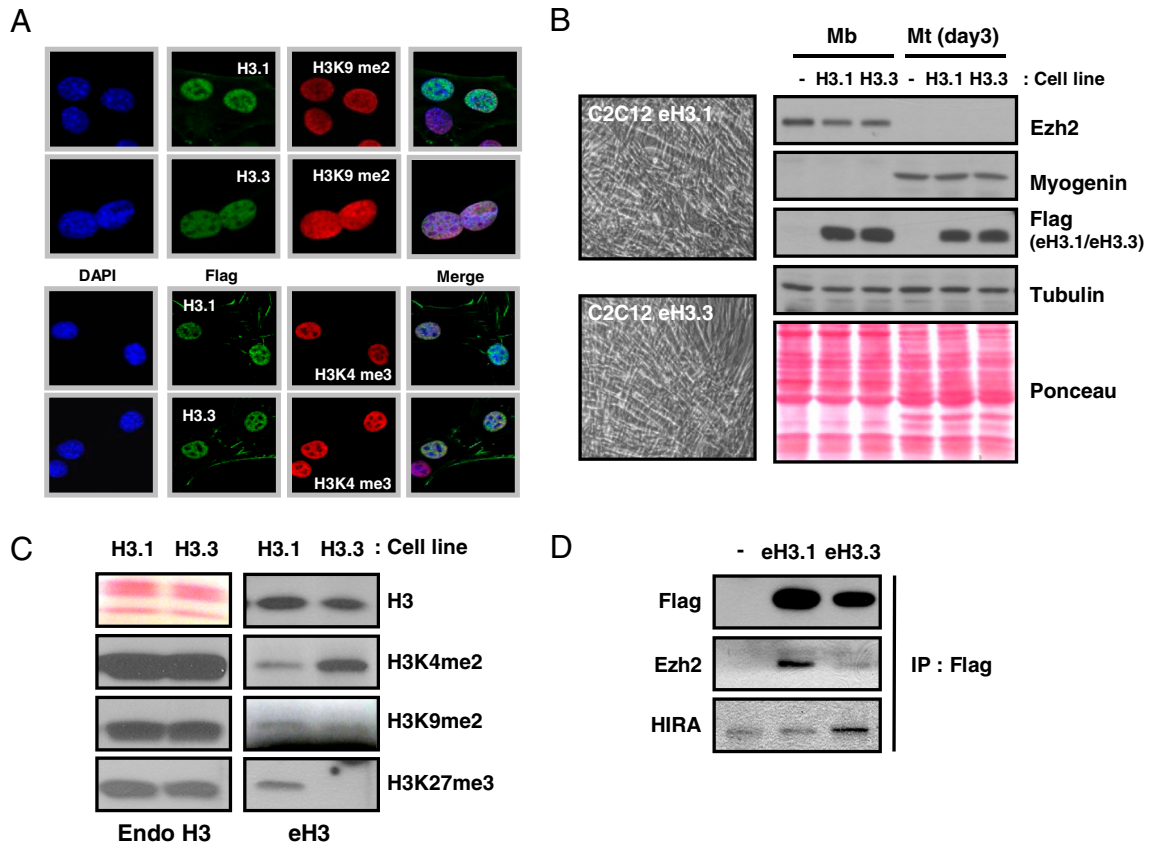 A
H3.1
H3K9 me2
H3.3
H3K9 me2
DAPI
Flag
Merge
H3.1
H3K4 me3
H3.3
H3K4 me3
B
Mb
Mt (day3)
- H3.1 H3.3 - H3.1 H3.3 : Cell line
C2C12 eH3.1
C2C12 eH3.3
Ezh2
Myogenin
Flag
(eH3.1/eH3.3)
Tubulin
Ponceau
C
H3.1 H3.3 H3.1 H3.3 : Cell line
H3
H3K4me2
H3K9me2
H3K27me3
Endo H3
eH3
D
- eH3.1 eH3.3
Flag
Ezh2
HIRA
IP : Flag